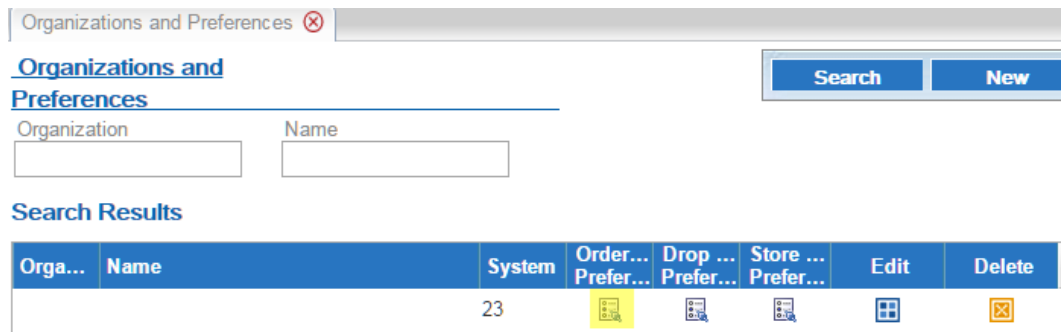 Organizations and Preferences
Organizations and
Preferences
Search New
Organization Name
Search Results
Orga... Name System Order... Prefer... Drop ... Prefer... Store ... Prefer... Edit Delete
23